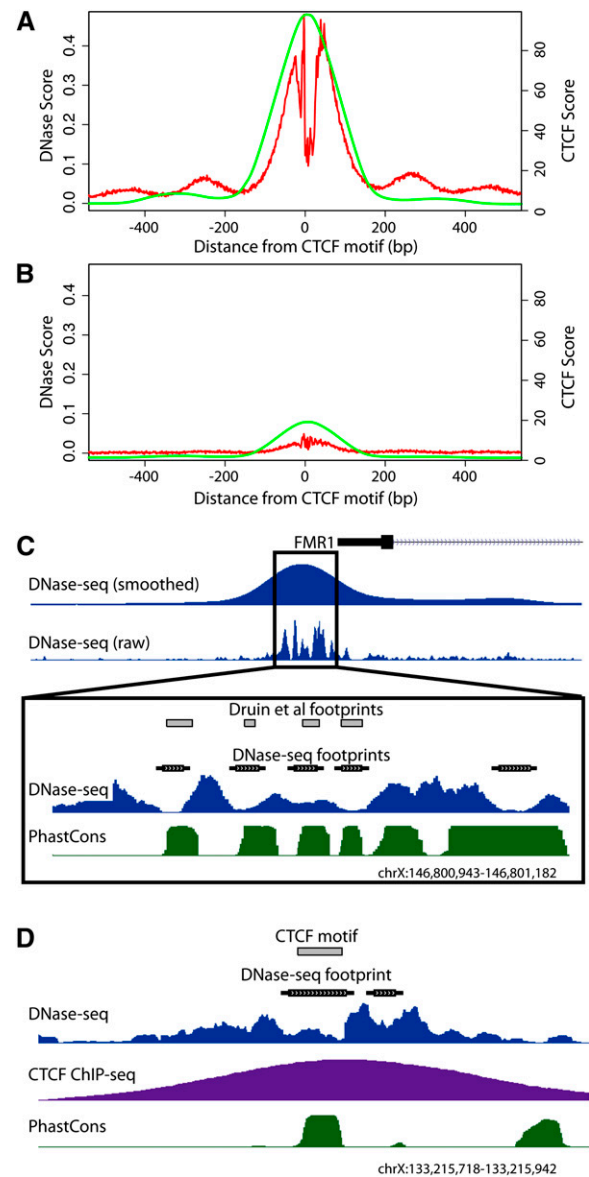 A
DNase Score
0.0 0.1 0.2 0.3 0.4
CTCF Score
0 20 40 60 80
-400 -200 0 200 400
Distance from CTCF motif (bp)
B
DNase Score
0.0 0.1 0.2 0.3 0.4
CTCF Score
0 20 40 60 80
-400 -200 0 200 400
Distance from CTCF motif (bp)
C
FMR1
DNase-seq (smoothed)
DNase-seq (raw)
Druin et al footprints
DNase-seq footprints
DNase-seq
PhastCons
chrX:146,800,943-146,801,182
D
CTCF motif
DNase-seq footprint
DNase-seq
CTCF ChIP-seq
PhastCons
chrX:133,215,718-133,215,942